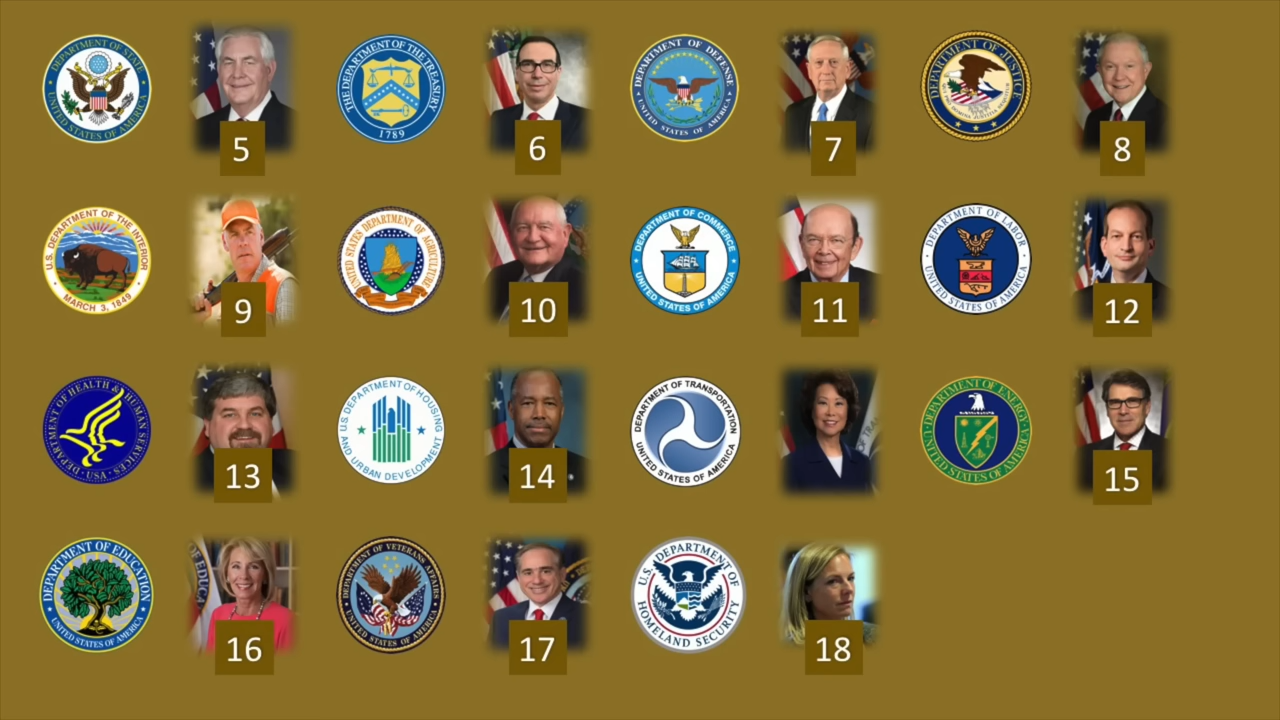 DEPARTMENT OF STATE
UNITED STATES OF AMERICA
5
THE DEPARTMENT OF THE TREASURY
1789
6
DEPARTMENT OF DEFENSE
UNITED STATES OF AMERICA
7
DEPARTMENT OF JUSTICE
8
U.S. DEPARTMENT OF THE INTERIOR
MARCH 3, 1849
9
UNITED STATES DEPARTMENT OF AGRICULTURE
10
DEPARTMENT OF COMMERCE
UNITED STATES OF AMERICA
11
DEPARTMENT OF LABOR
UNITED STATES OF AMERICA
12
DEPARTMENT OF HEALTH & HUMAN SERVICES · USA
13
U.S. DEPARTMENT OF HOUSING
AND URBAN DEVELOPMENT
14
DEPARTMENT OF TRANSPORTATION
UNITED STATES OF AMERICA
DEPARTMENT OF ENERGY
UNITED STATES OF AMERICA
15
DEPARTMENT OF EDUCATION
UNITED STATES OF AMERICA
OF EDUCA
16
DEPARTMENT OF VETERANS AFFAIRS
UNITED STATES OF AMERICA
17
U.S. DEPARTMENT OF
HOMELAND SECURITY
18